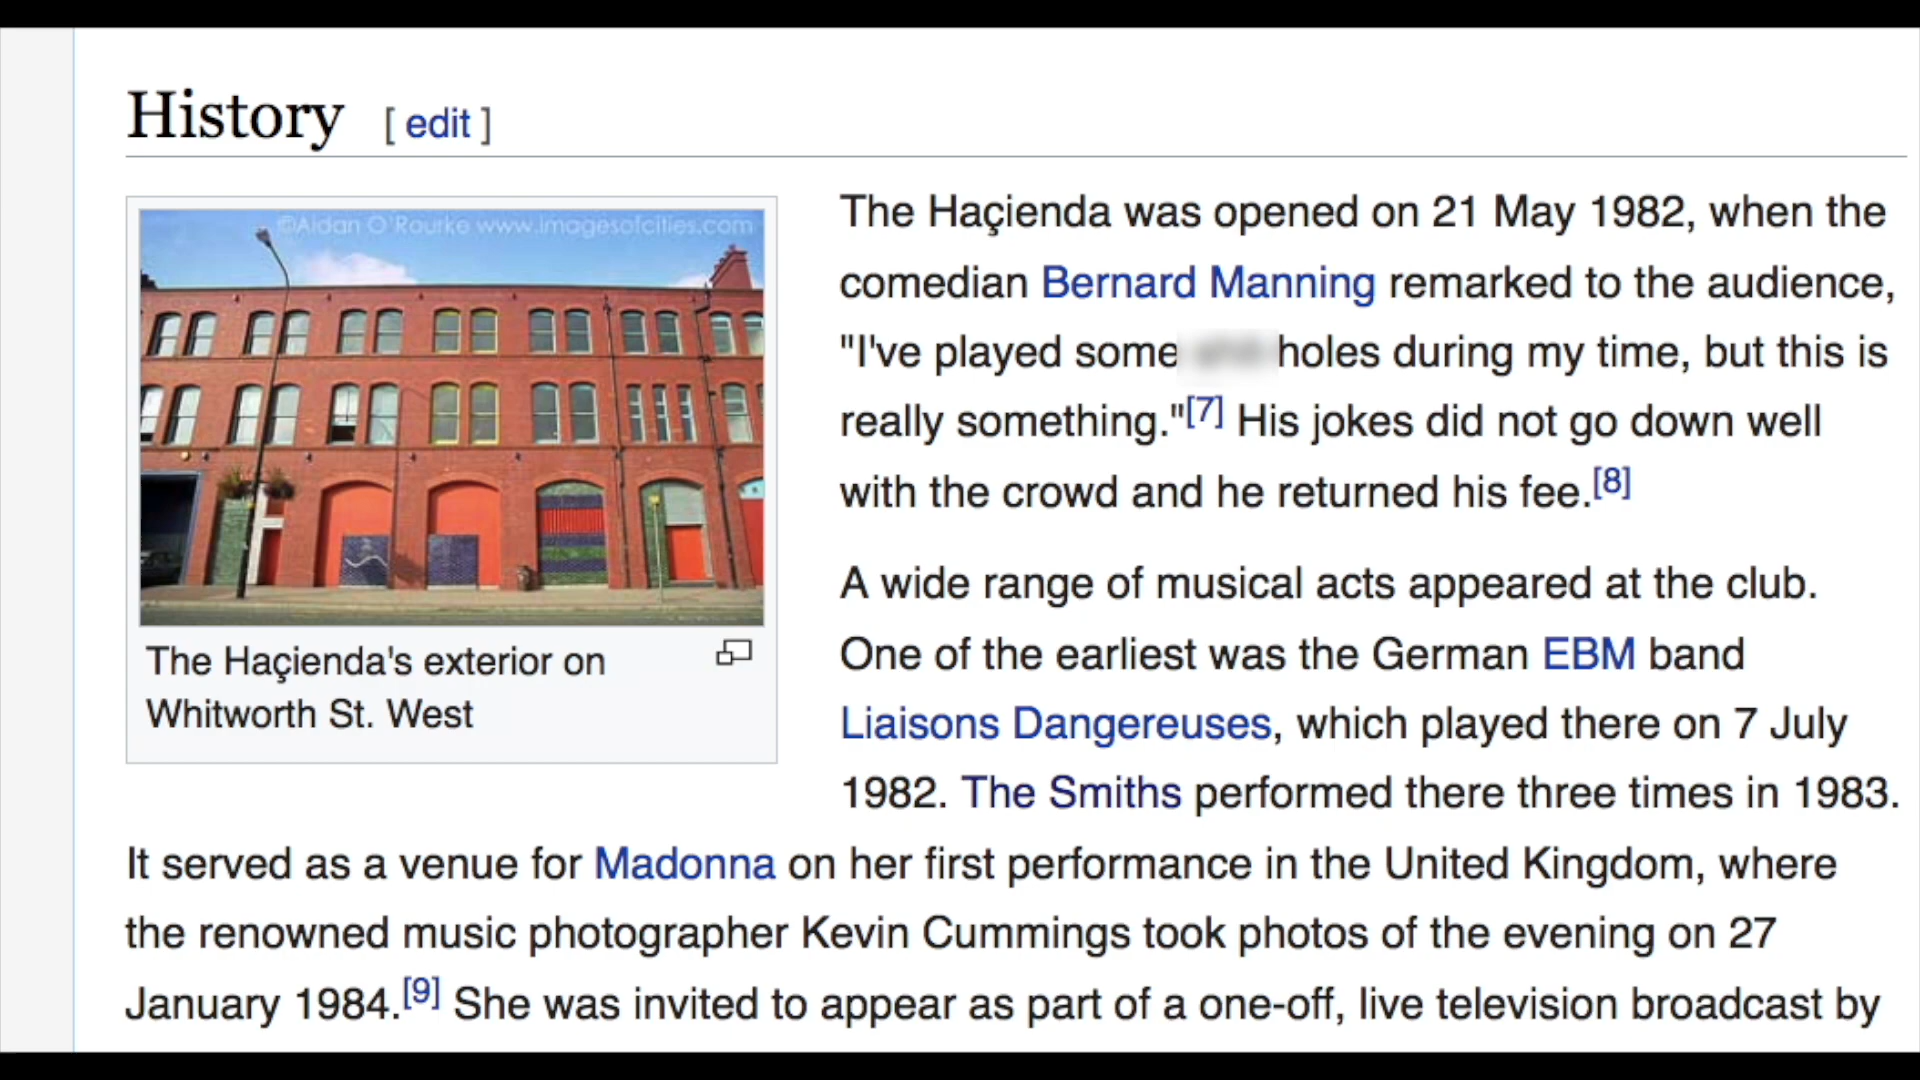 History [ edit ]
©Aidan O'Rourke www.imagesofcities.com
The Haçienda's exterior on
Whitworth St. West
The Haçienda was opened on 21 May 1982, when the
comedian Bernard Manning remarked to the audience,
"I've played some holes during my time, but this is
really something."[7] His jokes did not go down well
with the crowd and he returned his fee.[8]
A wide range of musical acts appeared at the club.
One of the earliest was the German EBM band
Liaisons Dangereuses, which played there on 7 July
1982. The Smiths performed there three times in 1983.
It served as a venue for Madonna on her first performance in the United Kingdom, where
the renowned music photographer Kevin Cummings took photos of the evening on 27
January 1984.[9] She was invited to appear as part of a one-off, live television broadcast by